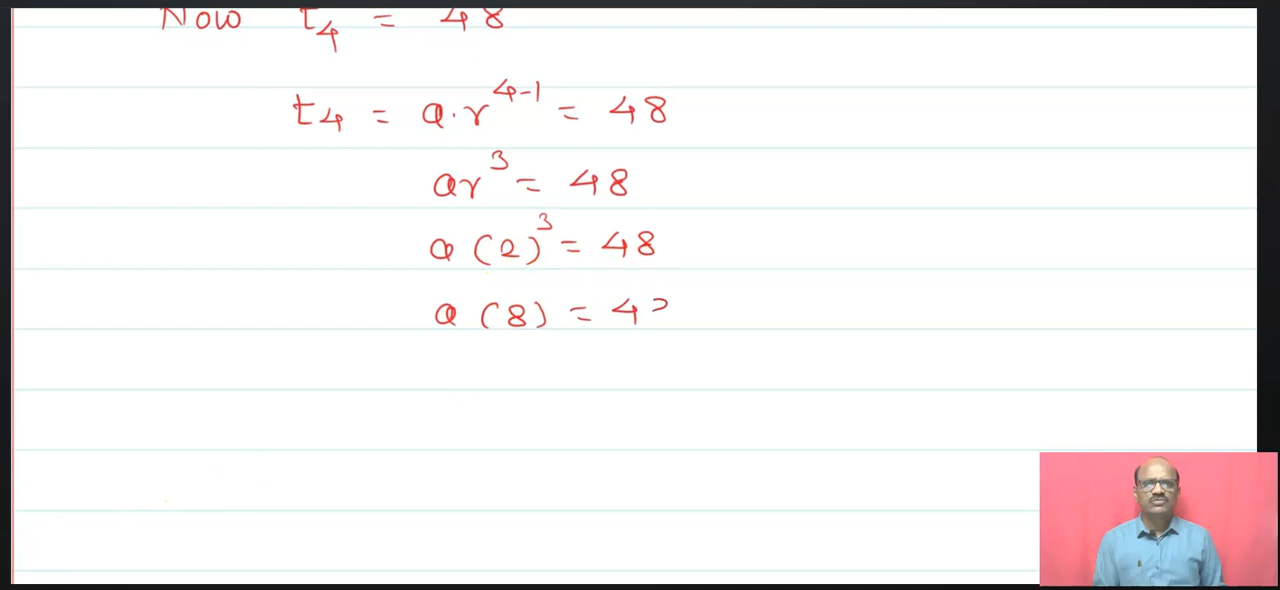 Now t4 = 48
t4 = a·r^4-1 = 48
ar^3 = 48
a (2)^3 = 48
a (8) = 4